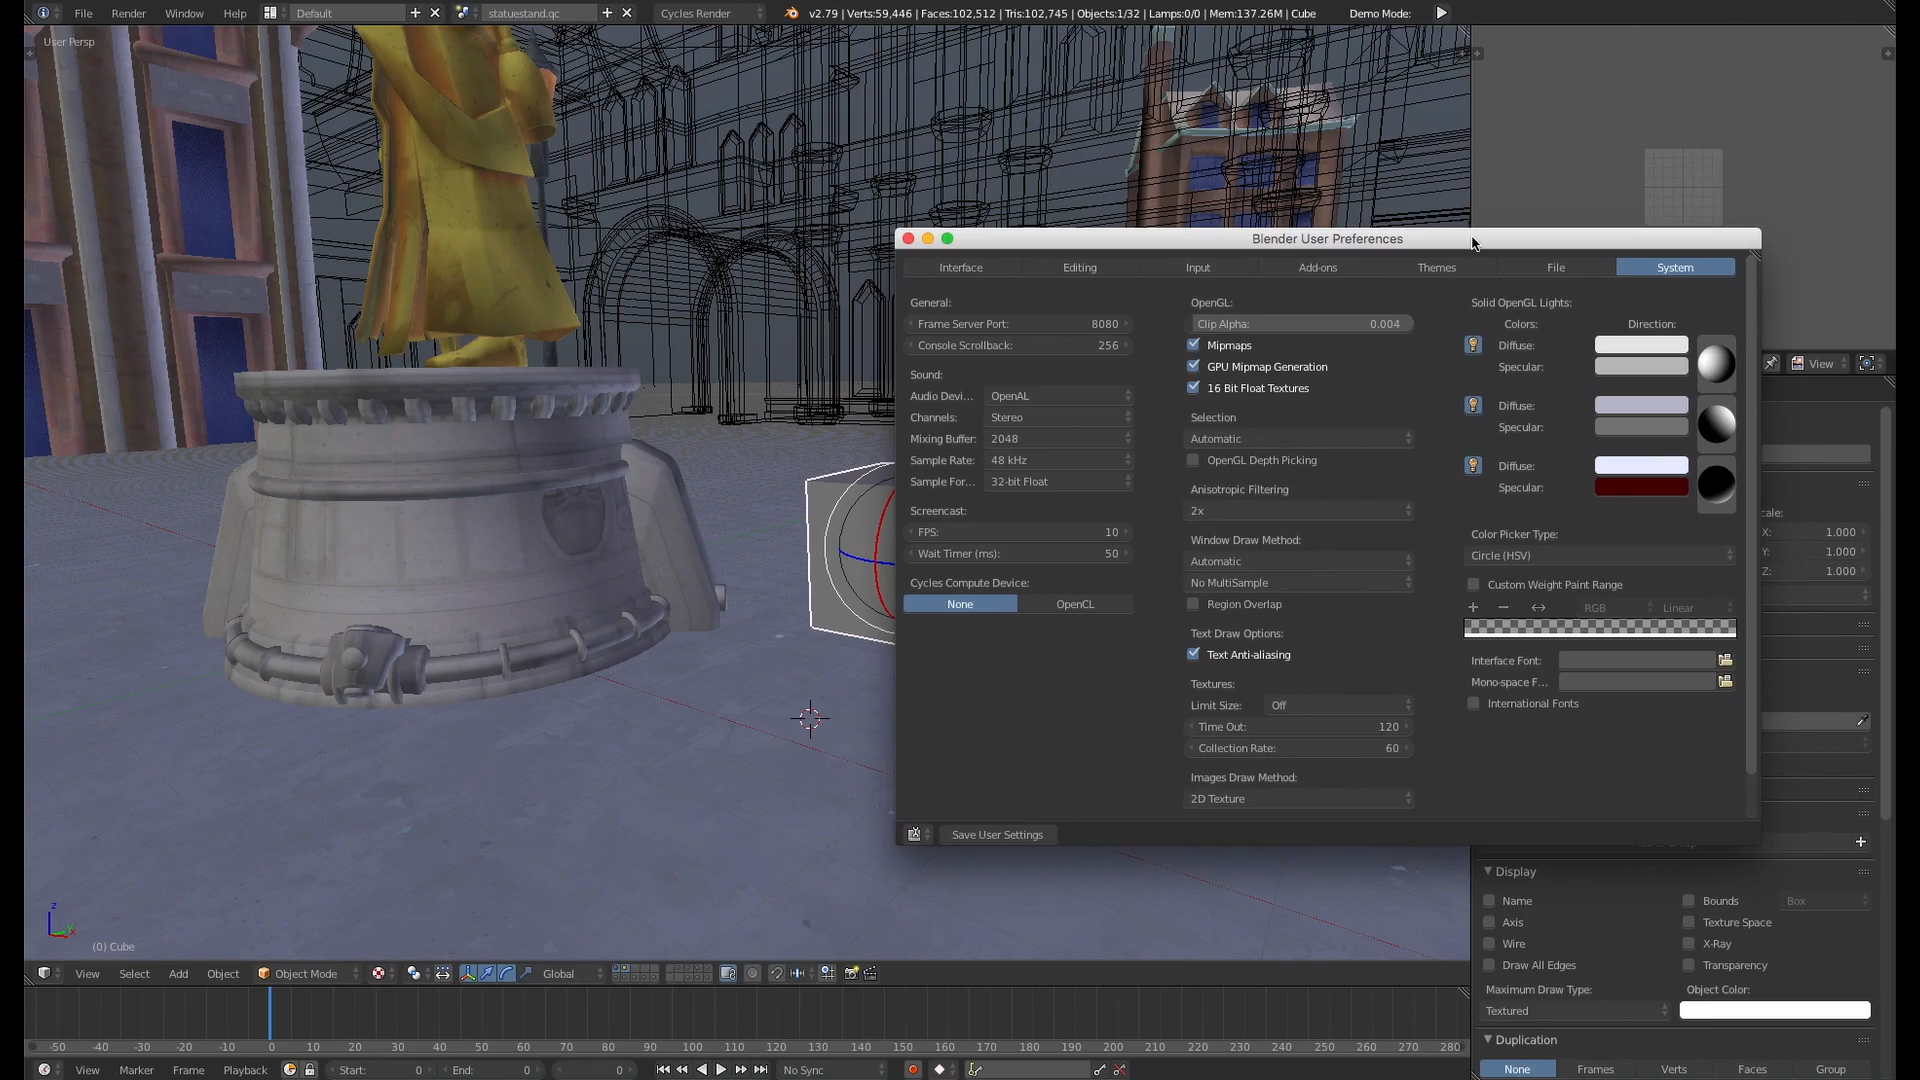 File Render Window Help Default statuestand.qc Cycles Render v2.79 | Verts:59,446 | Faces:102,512 | Tris:102,745 | Objects:1/32 | Lamps:0/0 | Mem:137.26M | Cube Demo Mode:
User Persp
Blender User Preferences
Interface Editing Input Add-ons Themes File System
General:
Frame Server Port: 8080
Console Scrollback: 256
Sound:
Audio Devi... OpenAL
Channels: Stereo
Mixing Buffer: 2048
Sample Rate: 48 kHz
Sample For... 32-bit Float
Screencast:
FPS: 10
Wait Timer (ms): 50
Cycles Compute Device:
None OpenCL
OpenGL:
Clip Alpha: 0.004
Mipmaps
GPU Mipmap Generation
16 Bit Float Textures
Selection
Automatic
OpenGL Depth Picking
Anisotropic Filtering
2x
Window Draw Method:
Automatic
No MultiSample
Region Overlap
Text Draw Options:
Text Anti-aliasing
Textures:
Limit Size: Off
Time Out: 120
Collection Rate: 60
Images Draw Method:
2D Texture
Solid OpenGL Lights:
Colors: Direction:
Diffuse:
Specular:
Diffuse:
Specular:
Diffuse:
Specular:
Color Picker Type:
Circle (HSV)
Custom Weight Paint Range
RGB Linear
Interface Font:
Mono-space F...
International Fonts
Save User Settings
View
cale:
X: 1.000
Y: 1.000
Z: 1.000
Display
Name Bounds Box
Axis Texture Space
Wire X-Ray
Draw All Edges Transparency
Maximum Draw Type: Object Color:
Textured
Duplication
None Frames Verts Faces Group
z
(0) Cube
View Select Add Object Object Mode Global
-50 -40 -30 -20 -10 0 10 20 30 40 50 60 70 80 90 100 110 120 130 140 150 160 170 180 190 200 210 220 230 240 250 260 270 280
View Marker Frame Playback Start: 0 End: 0 0 No Sync